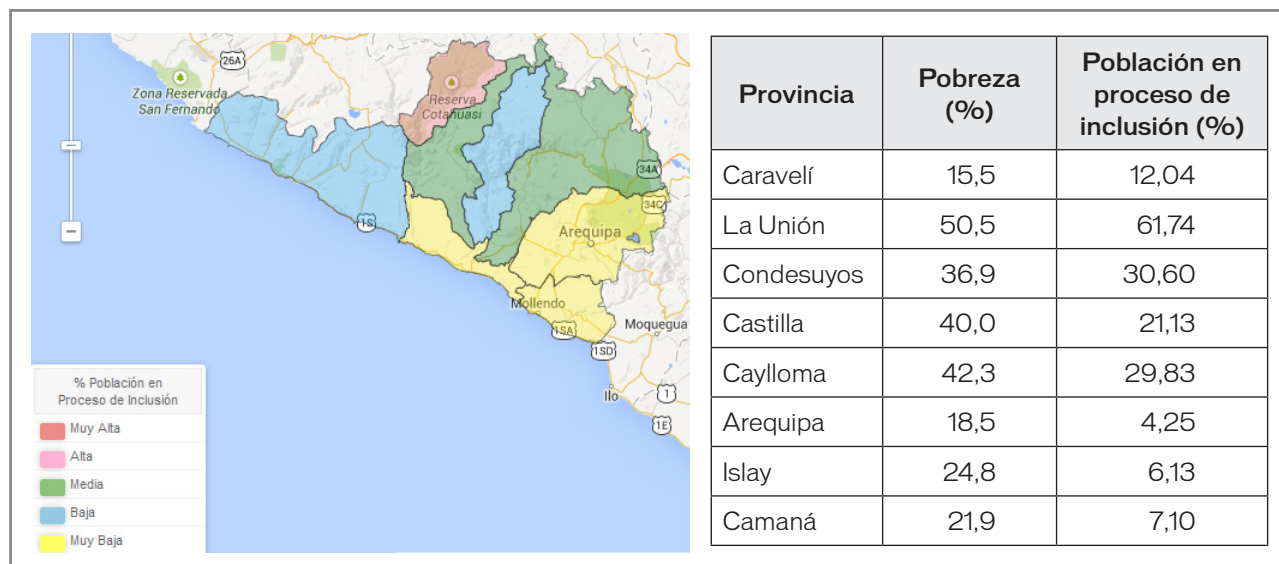 26A
Zona Reservada
San Fernando
Reserva
Cotahuasi
34A
34C
1S
Arequipa
Mollendo
1SA
Moquegua
1SD
Ilo
1
1E
% Población en
Proceso de Inclusión
Muy Alta
Alta
Media
Baja
Muy Baja
Provincia Pobreza (%) Población en proceso de inclusión (%)
Caravelí 15,5 12,04
La Unión 50,5 61,74
Condesuyos 36,9 30,60
Castilla 40,0 21,13
Caylloma 42,3 29,83
Arequipa 18,5 4,25
Islay 24,8 6,13
Camaná 21,9 7,10